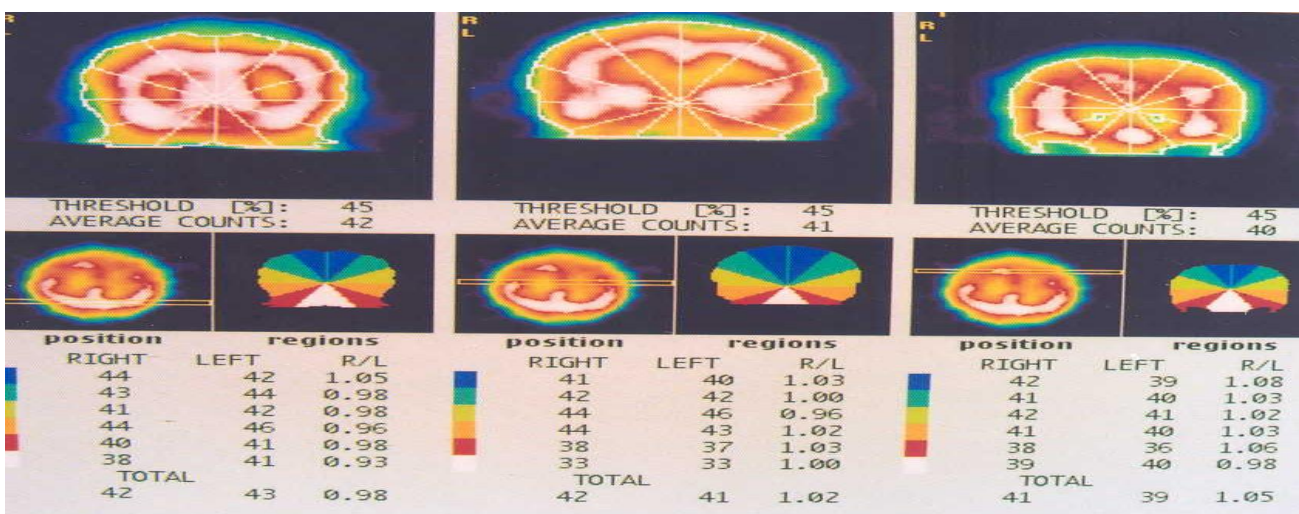 R
L
THRESHOLD [%]: 45
AVERAGE COUNTS: 42
position regions
RIGHT LEFT R/L
44 42 1.05
43 44 0.98
41 42 0.98
44 46 0.96
40 41 0.98
38 41 0.93
TOTAL
42 43 0.98
R
L
THRESHOLD [%]: 45
AVERAGE COUNTS: 41
position regions
RIGHT LEFT R/L
41 40 1.03
42 42 1.00
44 46 0.96
44 43 1.02
38 37 1.03
33 33 1.00
TOTAL
42 41 1.02
R
L
THRESHOLD [%]: 45
AVERAGE COUNTS: 40
position regions
RIGHT LEFT R/L
42 39 1.08
41 40 1.03
42 41 1.02
41 40 1.03
38 36 1.06
39 40 0.98
TOTAL
41 39 1.05